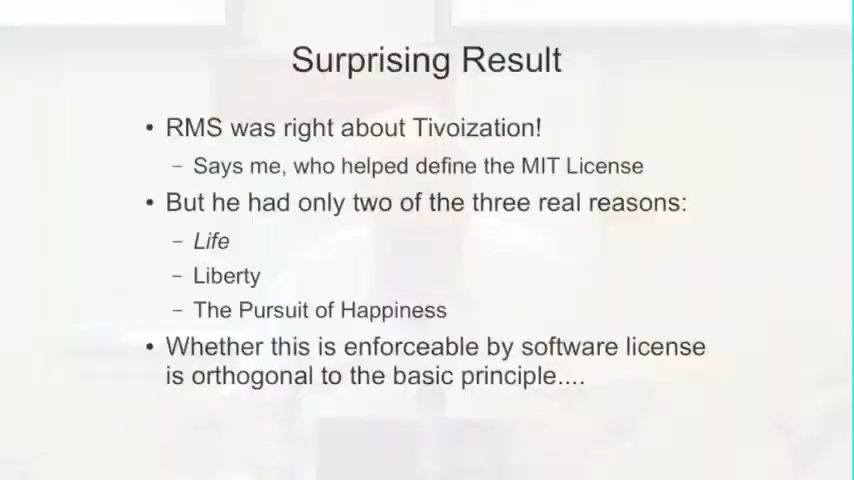 Surprising Result
• RMS was right about Tivoization!
– Says me, who helped define the MIT License
• But he had only two of the three real reasons:
– Life
– Liberty
– The Pursuit of Happiness
• Whether this is enforceable by software license
is orthogonal to the basic principle....